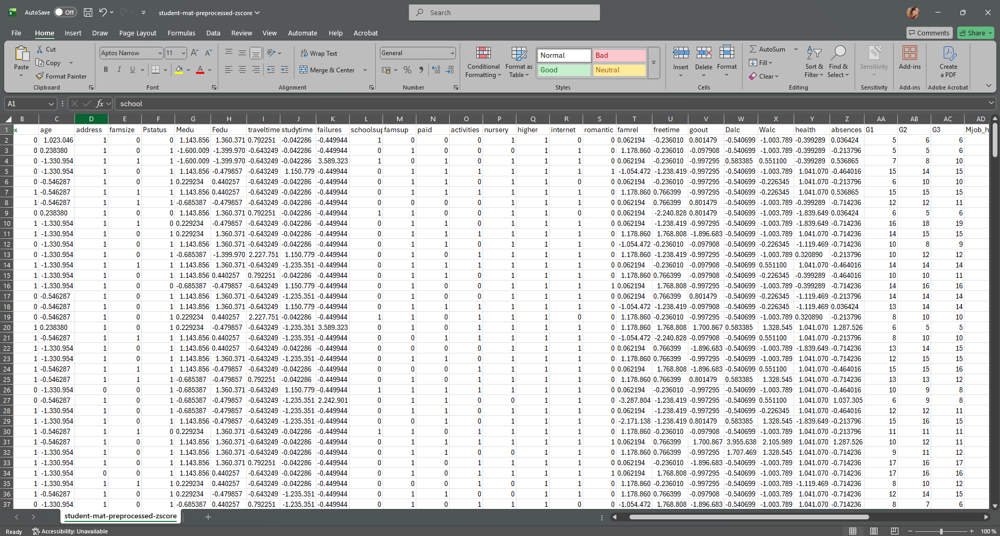 AutoSave Off student-mat-preprocessed-zscore Search
File Home Insert Draw Page Layout Formulas Data Review View Automate Help Acrobat Comments Share
Paste Cut Copy Format Painter Clipboard
Aptos Narrow 11 B I U A Font
Wrap Text Merge & Center Alignment
General % Number
Conditional Formatting Format as Table Normal Bad Good Neutral Styles
Insert Delete Format Cells
AutoSum Fill Clear Sort & Filter Find & Select Editing
Sensitivity Sensitivity
Add-ins Add-ins
Create a PDF Adobe Acrobat
A1 fx school
B C D E F G H I J K L M N O P Q R S T U V W X Y Z AA AB AC AD
1 x age address famsize Pstatus Medu Fedu traveltime studytime failures schoolsup famsup paid activities nursery higher internet romantic famrel freetime goout Dalc Walc health absences G1 G2 G3 Mjob_h
2 0 1.023.046 1 0 0 1.143.856 1.360.371 0.792251 -0.042286 -0.449944 1 0 0 0 1 1 0 0 0.062194 -0.236010 0.801479 -0.540699 -1.003.789 -0.399289 0.036424 5 6 6
3 0 0.238380 1 0 1 -1.600.009 -1.399.970 -0.643249 -0.042286 -0.449944 0 1 0 0 0 1 1 0 1.178.860 -0.236010 -0.097908 -0.540699 -1.003.789 -0.399289 -0.213796 5 5 6
4 0 -1.330.954 1 1 1 -1.600.009 -1.399.970 -0.643249 -0.042286 3.589.323 1 0 1 0 1 1 1 0 0.062194 -0.236010 -0.997295 0.583385 0.551100 -0.399289 0.536865 7 8 10
5 0 -1.330.954 1 0 1 1.143.856 -0.479857 -0.643249 1.150.779 -0.449944 0 1 1 1 1 1 1 1 -1.054.472 -1.238.419 -0.997295 -0.540699 -1.003.789 1.041.070 -0.464016 15 14 15
6 0 -0.546287 1 0 1 0.229234 0.440257 -0.643249 -0.042286 -0.449944 0 1 1 0 1 1 0 0 0.062194 -0.236010 -0.997295 -0.540699 -0.226345 1.041.070 -0.213796 6 10 10
7 1 -0.546287 1 1 1 1.143.856 0.440257 -0.643249 -0.042286 -0.449944 0 1 1 1 1 1 1 0 1.178.860 0.766399 -0.997295 -0.540699 -0.226345 1.041.070 0.536865 15 15 15
8 1 -0.546287 1 1 1 -0.685387 -0.479857 -0.643249 -0.042286 -0.449944 0 0 0 0 1 1 1 0 0.062194 -0.236010 0.801479 -0.540699 -1.003.789 -0.399289 -0.714236 12 12 11
9 0 0.238380 1 0 0 1.143.856 1.360.371 0.792251 -0.042286 -0.449944 1 1 0 0 1 1 0 0 0.062194 -2.240.828 0.801479 -0.540699 -1.003.789 -1.839.649 0.036424 6 5 6
10 1 -1.330.954 1 1 0 0.229234 -0.479857 -0.643249 -0.042286 -0.449944 0 1 1 0 1 1 1 0 0.062194 -1.238.419 -0.997295 -0.540699 -1.003.789 -1.839.649 -0.714236 16 18 19
11 1 -1.330.954 1 0 1 0.229234 1.360.371 -0.643249 -0.042286 -0.449944 0 1 1 1 1 1 1 0 1.178.860 1.768.808 -1.896.683 -0.540699 -1.003.789 1.041.070 -0.714236 14 15 15
12 0 -1.330.954 1 0 1 1.143.856 1.360.371 -0.643249 -0.042286 -0.449944 0 1 1 0 1 1 1 0 -1.054.472 -0.236010 -0.097908 -0.540699 -0.226345 -1.119.469 -0.714236 10 8 9
13 0 -1.330.954 1 0 1 -0.685387 -1.399.970 2.227.751 1.150.779 -0.449944 0 1 0 1 1 1 1 0 1.178.860 -1.238.419 -0.997295 -0.540699 -1.003.789 0.320890 -0.213796 10 12 12
14 1 -1.330.954 1 1 1 1.143.856 1.360.371 -0.643249 -1.235.351 -0.449944 0 1 1 1 1 1 1 0 0.062194 -0.236010 -0.097908 -0.540699 0.551100 1.041.070 -0.464016 14 14 14
15 1 -1.330.954 1 0 1 1.143.856 0.440257 0.792251 -0.042286 -0.449944 0 1 1 0 1 1 1 0 1.178.860 0.766399 -0.097908 -0.540699 -0.226345 -0.399289 -0.464016 10 10 11
16 1 -1.330.954 1 0 0 -0.685387 -0.479857 -0.643249 1.150.779 -0.449944 0 1 0 0 1 1 1 1 0.062194 1.768.808 -0.997295 -0.540699 -1.003.789 -0.399289 -0.714236 14 16 16
17 0 -0.546287 1 0 1 1.143.856 1.360.371 -0.643249 -1.235.351 -0.449944 0 1 0 0 1 1 1 0 0.062194 0.766399 0.801479 -0.540699 -0.226345 -1.119.469 -0.714236 14 14 14
18 0 -0.546287 1 0 1 1.143.856 1.360.371 -0.643249 1.150.779 -0.449944 0 1 1 1 1 1 1 0 -1.054.472 -1.238.419 -0.097908 -0.540699 -0.226345 -1.119.469 0.036424 13 14 14
19 0 -0.546287 1 0 1 0.229234 0.440257 2.227.751 -0.042286 -0.449944 1 1 0 1 1 1 0 0 1.178.860 -0.236010 -0.997295 -0.540699 -1.003.789 0.320890 -0.213796 8 10 10
20 1 0.238380 1 0 1 0.229234 -0.479857 -0.643249 -1.235.351 3.589.323 0 1 0 1 1 1 1 0 1.178.860 1.768.808 1.700.867 0.583385 1.328.545 1.041.070 1.287.526 6 5 5
21 1 -0.546287 1 1 1 1.143.856 0.440257 -0.643249 -1.235.351 -0.449944 0 0 1 1 1 1 1 0 -1.054.472 -2.240.828 -0.097908 -0.540699 0.551100 1.041.070 -0.213796 8 10 10
22 1 -1.330.954 1 0 1 1.143.856 0.440257 -0.643249 -0.042286 -0.449944 0 1 0 0 1 1 1 0 0.062194 0.766399 -1.896.683 -0.540699 -1.003.789 -1.839.649 -0.714236 13 14 15
23 1 -1.330.954 1 0 1 1.143.856 1.360.371 -0.643249 -1.235.351 -0.449944 0 1 1 0 1 1 1 0 1.178.860 0.766399 -0.997295 -0.540699 -1.003.789 1.041.070 -0.714236 12 15 15
24 1 -0.546287 1 1 1 1.143.856 -0.479857 -0.643249 -0.042286 -0.449944 0 0 0 1 1 1 1 0 0.062194 1.768.808 -1.896.683 -0.540699 0.551100 1.041.070 -0.464016 15 15 16
25 1 -0.546287 1 1 1 -0.685387 -0.479857 0.792251 -0.042286 -0.449944 0 1 0 1 1 1 1 0 1.178.860 0.766399 0.801479 0.583385 1.328.545 1.041.070 -0.714236 13 13 12
26 0 -1.330.954 0 0 1 -0.685387 1.360.371 -0.643249 1.150.779 -0.449944 1 1 1 1 1 1 1 0 0.062194 -0.236010 -0.997295 -0.540699 -1.003.789 1.041.070 -0.464016 10 9 8
27 0 -0.546287 1 0 1 -0.685387 -0.479857 -0.643249 -1.235.351 2.242.901 0 1 1 0 0 1 1 0 -3.287.804 -1.238.419 -0.997295 -0.540699 0.551100 1.041.070 1.037.305 6 9 8
28 1 -1.330.954 1 0 1 -0.685387 -0.479857 -0.643249 -1.235.351 -0.449944 0 1 1 0 1 1 1 0 0.062194 -1.238.419 -0.997295 -0.540699 -0.226345 1.041.070 -0.464016 12 12 11
29 1 -1.330.954 1 0 1 1.143.856 -0.479857 -0.643249 -1.235.351 -0.449944 0 0 1 1 1 1 1 0 -2.171.138 -1.238.419 0.801479 0.583385 1.328.545 -1.839.649 -0.213796 15 16 15
30 1 -0.546287 1 1 0 0.229234 1.360.371 -0.643249 -0.042286 -0.449944 1 1 0 1 1 1 1 0 1.178.860 -0.236010 -0.097908 -0.540699 -1.003.789 1.041.070 -0.213796 11 11 11
31 1 -0.546287 1 0 1 1.143.856 1.360.371 -0.643249 -0.042286 -0.449944 0 1 0 1 1 1 1 1 0.062194 0.766399 1.700.867 3.955.638 2.105.989 1.041.070 1.287.526 10 12 11
32 1 -1.330.954 1 0 1 1.143.856 1.360.371 -0.643249 -0.042286 -0.449944 0 1 1 0 0 1 1 0 1.178.860 0.766399 -0.997295 1.707.469 1.328.545 1.041.070 -0.714236 9 11 12
33 1 -1.330.954 1 0 1 1.143.856 1.360.371 0.792251 -0.042286 -0.449944 0 1 1 0 1 1 1 0 0.062194 -0.236010 -1.896.683 -0.540699 -1.003.789 1.041.070 -0.714236 17 16 17
34 1 -1.330.954 0 0 1 1.143.856 0.440257 -0.643249 -0.042286 -0.449944 0 1 0 1 1 1 1 1 0.062194 1.768.808 -0.997295 -0.540699 -1.003.789 1.041.070 -0.714236 17 16 16
35 1 -1.330.954 1 1 1 0.229234 0.440257 -0.643249 -0.042286 -0.449944 0 0 0 1 0 1 1 0 1.178.860 -0.236010 -0.997295 -0.540699 -1.003.789 -1.119.469 -0.714236 8 10 12
36 1 -0.546287 1 0 1 0.229234 -0.479857 -0.643249 -1.235.351 -0.449944 0 1 1 0 1 1 1 0 1.178.860 0.766399 -0.097908 -0.540699 -1.003.789 1.041.070 -0.714236 12 14 15
37 0 -1.330.954 1 0 1 -0.685387 0.440257 0.792251 -1.235.351 -0.449944 0 1 0 1 1 1 0 0 -1.054.472 1.768.808 -1.896.683 -0.540699 -1.003.789 1.041.070 -0.714236 8 7 6
student-mat-preprocessed-zscore
Ready Accessibility: Unavailable 100 %